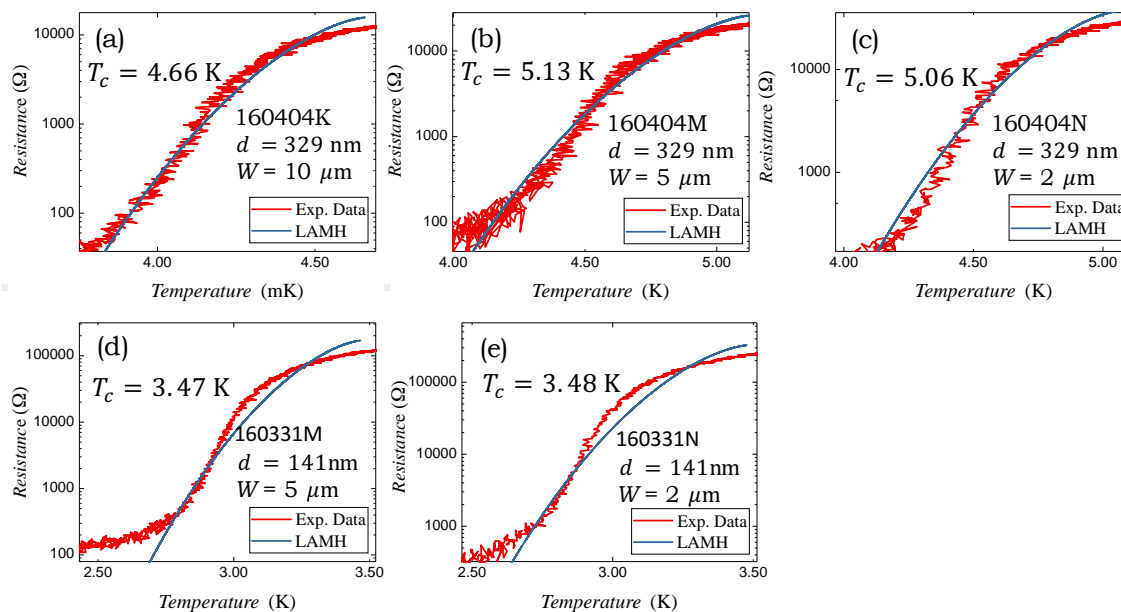 (a)
T_c = 4.66 K
160404K
d = 329 nm
W = 10 μm
Exp. Data
LAMH
10000
1000
100
Resistance (Ω)
4.00
4.50
Temperature (mK)
(b)
T_c = 5.13 K
160404M
d = 329 nm
W = 5 μm
Exp. Data
LAMH
10000
1000
100
Resistance (Ω)
4.00
4.50
5.00
Temperature (K)
(c)
T_c = 5.06 K
160404N
d = 329 nm
W = 2 μm
Exp. Data
LAMH
10000
1000
Resistance (Ω)
4.00
4.50
5.00
Temperature (K)
(d)
T_c = 3.47 K
160331M
d = 141nm
W = 5 μm
Exp. Data
LAMH
100000
10000
1000
100
Resistance (Ω)
2.50
3.00
3.50
Temperature (K)
(e)
T_c = 3.48 K
160331N
d = 141nm
W = 2 μm
Exp. Data
LAMH
100000
10000
1000
Resistance (Ω)
2.50
3.00
3.50
Temperature (K)